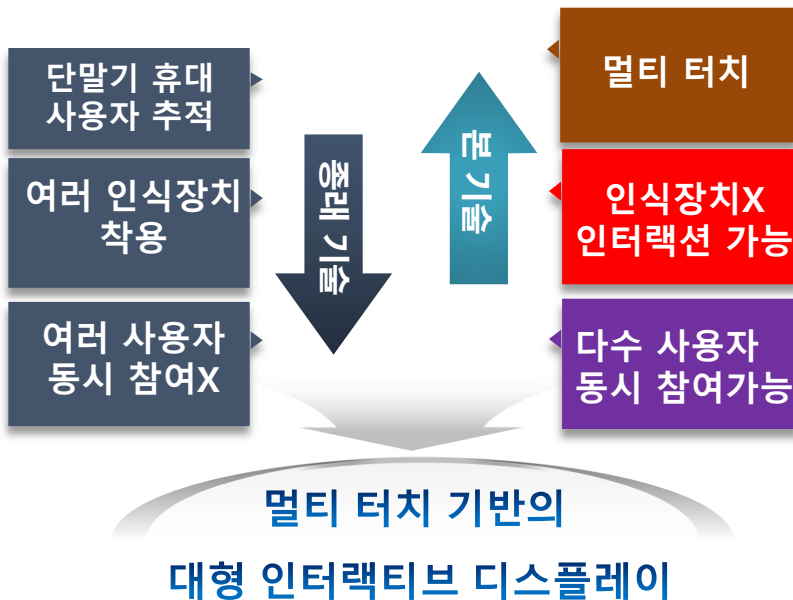 단말기 휴대
사용자 추적
여러 인식장치
착용
여러 사용자
동시 참여X
종래 기술
본 기술
멀티 터치
인식장치X
인터랙션 가능
다수 사용자
동시 참여가능
멀티 터치 기반의
대형 인터랙티브 디스플레이